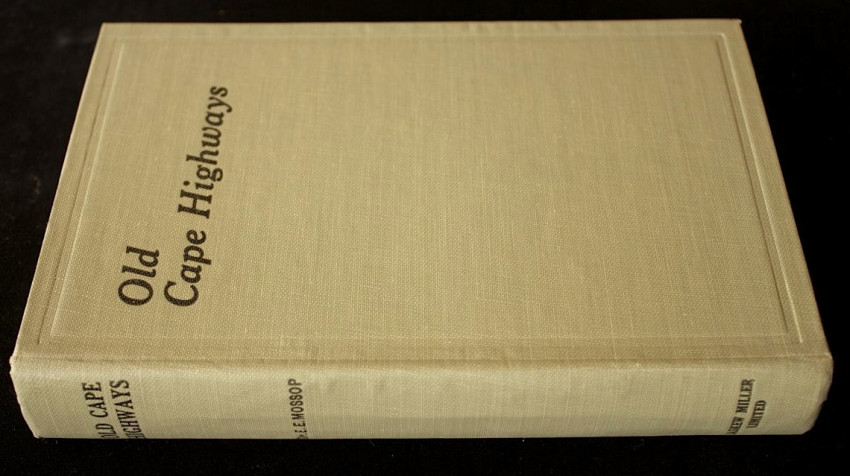 Old
Cape Highways
OLD CAPE
HIGHWAYS
E.E.MOSSOP
MILLER
LIMITED